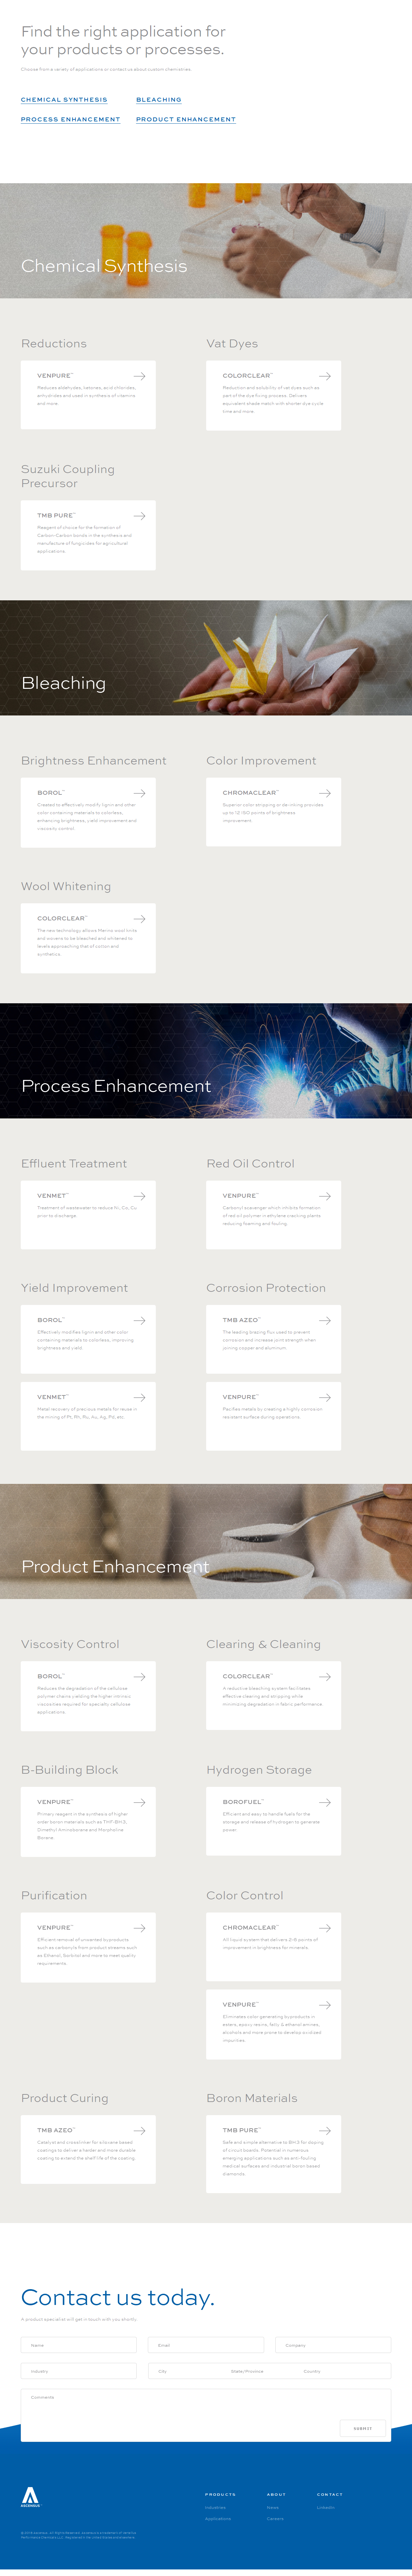 Find the right application for
your products or processes.
Choose from a variety of applications or contact us about custom chemistries.
CHEMICAL SYNTHESIS
BLEACHING
PROCESS ENHANCEMENT
PRODUCT ENHANCEMENT
Chemical Synthesis
Reductions
VENPURE™
Reduces aldehydes, ketones, acid chlorides,
anhydrides and used in synthesis of vitamins
and more.
Vat Dyes
COLORCLEAR™
Reduction and solubility of vat dyes such as
part of the dye fixing process. Delivers
equivalent shade match with shorter dye cycle
time and more.
Suzuki Coupling
Precursor
TMB PURE™
Reagent of choice for the formation of
Carbon-Carbon bonds in the synthesis and
manufacture of fungicides for agricultural
applications.
Bleaching
Brightness Enhancement
BOROL™
Created to effectively modify lignin and other
color containing materials to colorless,
enhancing brightness, yield improvement and
viscosity control.
Color Improvement
CHROMACLEAR™
Superior color stripping or de-inking provides
improvement.
Wool Whitening
COLORCLEAR™
The new technology allows Merino wool knits
and wovens to be bleached and whitened to
levels approaching that of cotton and
synthetics.
Process Enhancement
Effluent Treatment
VENMET™
Treatment of wastewater to reduce Ni, Co, Cu
prior to discharge.
Red Oil Control
VENPURE™
Carbonyl scavenger which inhibits formation
of red oil polymer in ethylene cracking plants
reducing foaming and fouling.
Yield Improvement
BOROL™
Effectively modifies lignin and other color
containing materials to colorless, improving
brightness and yield.
VENMET™
Metal recovery of precious metals for reuse in
the mining of Pt, Rh, Ru, Au, Ag, Pd, etc.
Corrosion Protection
TMB AZEO™
The leading brazing flux used to prevent
corrosion and increase joint strength when
joining copper and aluminum.
VENPURE™
Pacifies metals by creating a highly corrosion
resistant surface during operations.
Product Enhancement
Viscosity Control
BOROL™
Reduces the degradation of the cellulose
polymer chains yielding the higher intrinsic
viscosities required for specialty cellulose
applications.
Clearing & Cleaning
COLORCLEAR™
A reductive bleaching system facilitates
effective clearing and stripping while
minimizing degradation in fabric performance.
B-Building Block
VENPURE™
Primary reagent in the synthesis of higher
order boron materials such as THF-BH3,
Dimethyl Aminoborane and Morpholine
Borane.
Hydrogen Storage
BOROFUEL™
Efficient and easy to handle fuels for the
storage and release of hydrogen to generate
power.
Purification
VENPURE™
Efficient removal of unwanted byproducts
such as carbonyls from product streams such
as Ethanol, Sorbitol and more to meet quality
requirements.
Color Control
CHROMACLEAR™
All liquid system that delivers 2-8-points of
improvement in brightness for minerals.
VENPURE™
Eliminates color generating byproducts in
esters, epoxy resins, fatty & ethanol amines,
alcohols and more prone to develop oxidized
impurities.
Product Curing
TMB AZEO™
Catalyst and crosslinker for siloxane based
coatings to deliver a harder and more durable
coating to extend the shelf life of the coating.
Boron Materials
TMB PURE™
Safe and simple alternative to BH3 for doping
of circuit boards. Potential in numerous
emerging applications such as anti-fouling
medical surfaces and industrial boron based
diamonds.
Contact us today.
A product specialist will get in touch with you shortly.
Name
Email
Company
Industry
City
State/Province
Country
Comments
SUBMIT
ASCENSUS
PRODUCTS
ABOUT
CONTACT
Industries
News
LinkedIn
Applications
Careers